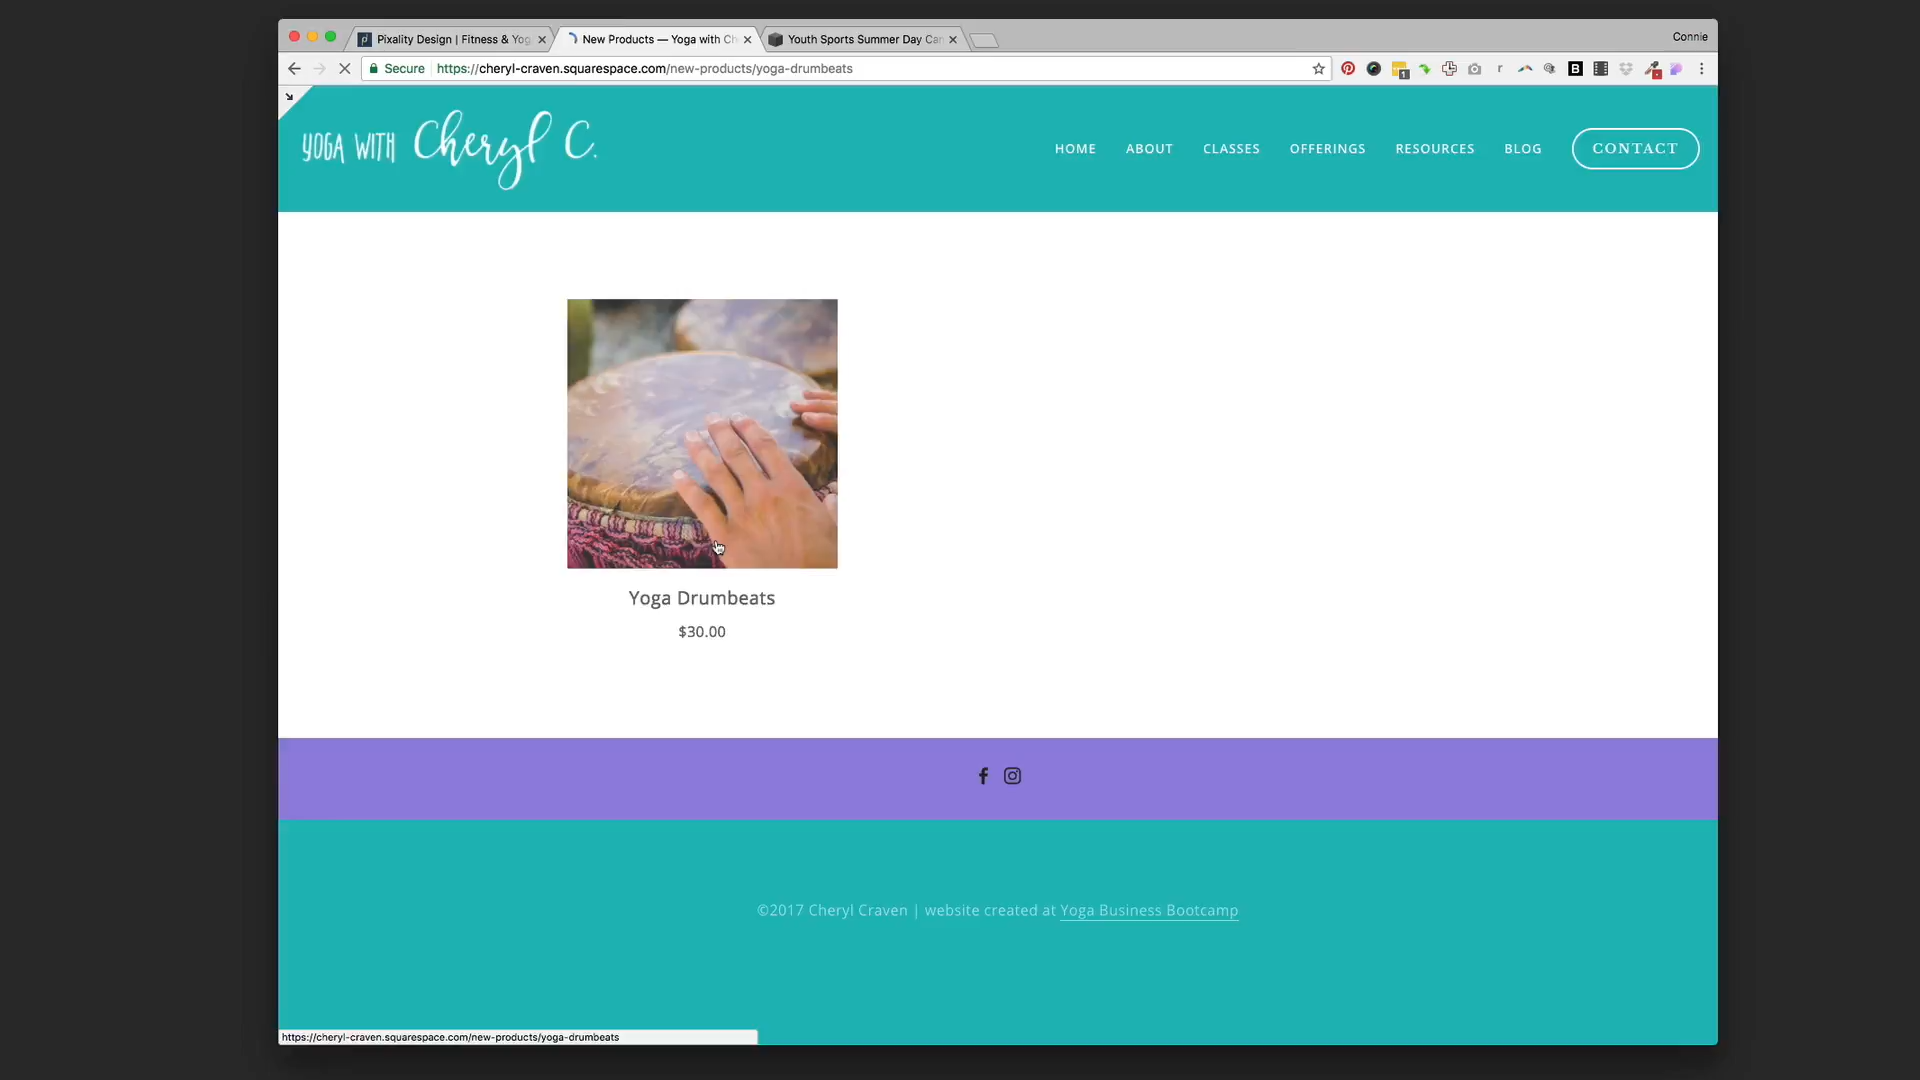 Pixality Design | Fitness & Yog
New Products — Yoga with Ch
Youth Sports Summer Day Can
Connie
Secure
https://cheryl-craven.squarespace.com/new-products/yoga-drumbeats
1
r
B
YOGA WITH Cheryl C.
HOME
ABOUT
CLASSES
OFFERINGS
RESOURCES
BLOG
CONTACT
Yoga Drumbeats
$30.00
©2017 Cheryl Craven | website created at Yoga Business Bootcamp
https://cheryl-craven.squarespace.com/new-products/yoga-drumbeats